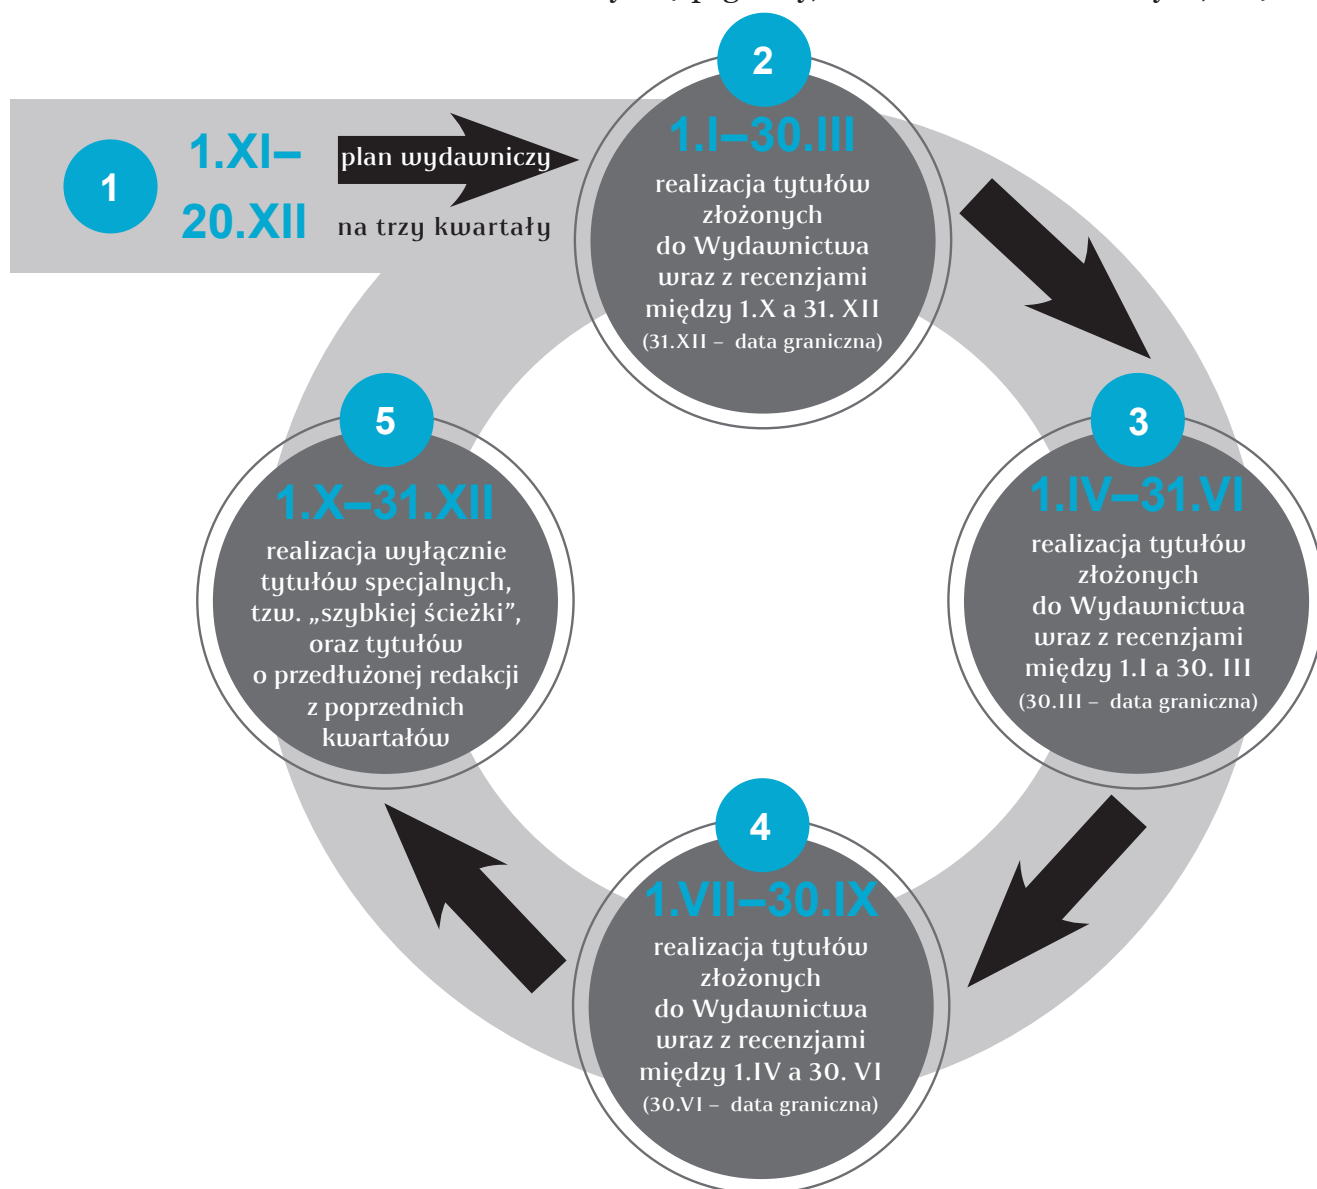 1
1.XI–
20.XII
plan wydawniczy
na trzy kwartały
2
1.I–30.III
realizacja tytułów
złożonych
do Wydawnictwa
wraz z recenzjami
między 1.X a 31. XII
(31.XII – data graniczna)
3
1.IV–31.VI
realizacja tytułów
złożonych
do Wydawnictwa
wraz z recenzjami
między 1.I a 30. III
(30.III – data graniczna)
4
1.VII–30.IX
realizacja tytułów
złożonych
do Wydawnictwa
wraz z recenzjami
między 1.IV a 30. VI
(30.VI – data graniczna)
5
1.X–31.XII
realizacja wyłącznie
tytułów specjalnych,
tzw. „szybkiej ścieżki”,
oraz tytułów
o przedłużonej redakcji
z poprzednich
kwartałów